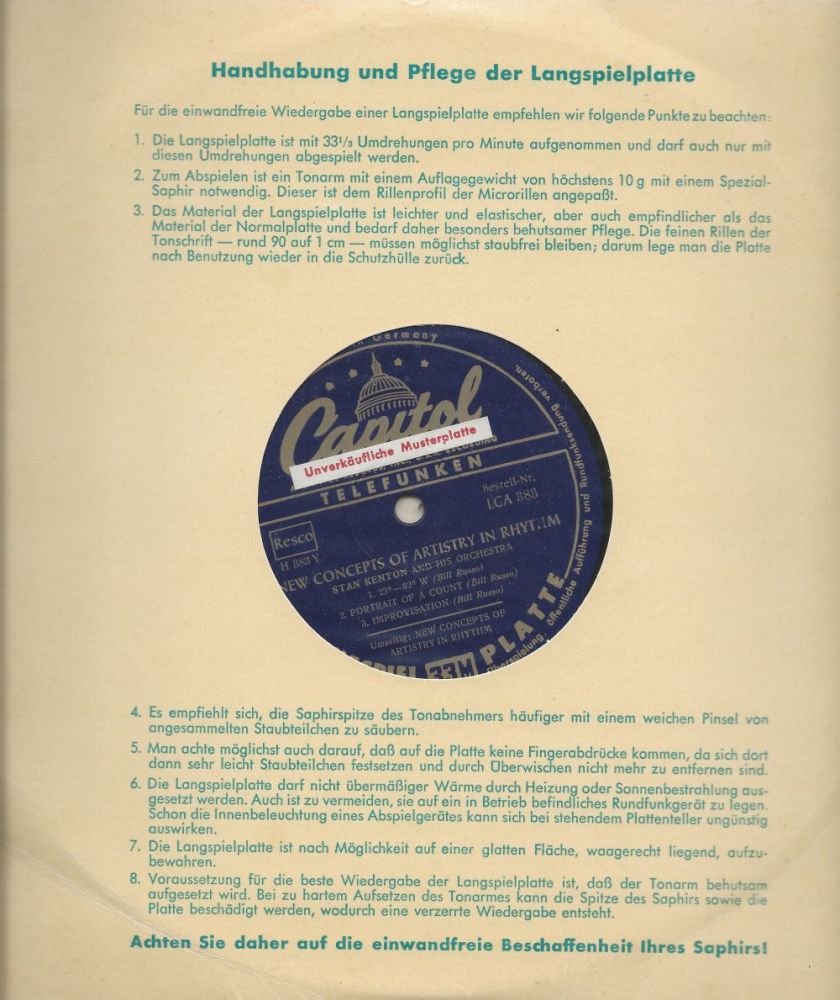 Handhabung und Pflege der Langspielplatte
Für die einwandfreie Wiedergabe einer Langspielplatte empfehlen wir folgende Punkte zu beachten:
1. Die Langspielplatte ist mit 33 1/3 Umdrehungen pro Minute aufgenommen und darf auch nur mit
diesen Umdrehungen abgespielt werden.
2. Zum Abspielen ist ein Tonarm mit einem Auflagegewicht von höchstens 10 g mit einem Spezial-
Saphir notwendig. Dieser ist dem Rillenprofil der Microrillen angepaßt.
3. Das Material der Langspielplatte ist leichter und elastischer, aber auch empfindlicher als das
Material der Normalplatte und bedarf daher besonders behutsamer Pflege. Die feinen Rillen der
Tonschrift — rund 90 auf 1 cm — müssen möglichst staubfrei bleiben; darum lege man die Platte
nach Benutzung wieder in die Schutzhülle zurück.
in Germany
Capitol
Unverkäufliche Musterplatte
RECORDING
TELEFUNKEN
Bestell-Nr.
LCA 383
Resco
H 383 Y
NEW CONCEPTS OF ARTISTRY IN RHYTHM
STAN KENTON AND HIS ORCHESTRA
1. 23°—82° W (Bill Russo)
2. PORTRAIT OF A COUNT (Bill Russo)
3. IMPROVISATION (Bill Russo)
Umseitig: NEW CONCEPTS OF
ARTISTRY IN RHYTHM
33 PLATTE
Überspielung, öffentliche Aufführung und Rundfunksendung verboten.
4. Es empfiehlt sich, die Saphirspitze des Tonabnehmers häufiger mit einem weichen Pinsel von
angesammelten Staubteilchen zu säubern.
5. Man achte möglichst auch darauf, daß auf die Platte keine Fingerabdrücke kommen, da sich dort
dann sehr leicht Staubteilchen festsetzen und durch Überwischen nicht mehr zu entfernen sind.
6. Die Langspielplatte darf nicht übermäßiger Wärme durch Heizung oder Sonnenbestrahlung aus-
gesetzt werden. Auch ist zu vermeiden, sie auf ein in Betrieb befindliches Rundfunkgerät zu legen.
Schon die Innenbeleuchtung eines Abspielgerätes kann sich bei stehendem Plattenteller ungünstig
auswirken.
7. Die Langspielplatte ist nach Möglichkeit auf einer glatten Fläche, waagerecht liegend, aufzu-
bewahren.
8. Voraussetzung für die beste Wiedergabe der Langspielplatte ist, daß der Tonarm behutsam
aufgesetzt wird. Bei zu hartem Aufsetzen des Tonarmes kann die Spitze des Saphirs sowie die
Platte beschädigt werden, wodurch eine verzerrte Wiedergabe entsteht.
Achten Sie daher auf die einwandfreie Beschaffenheit Ihres Saphirs!